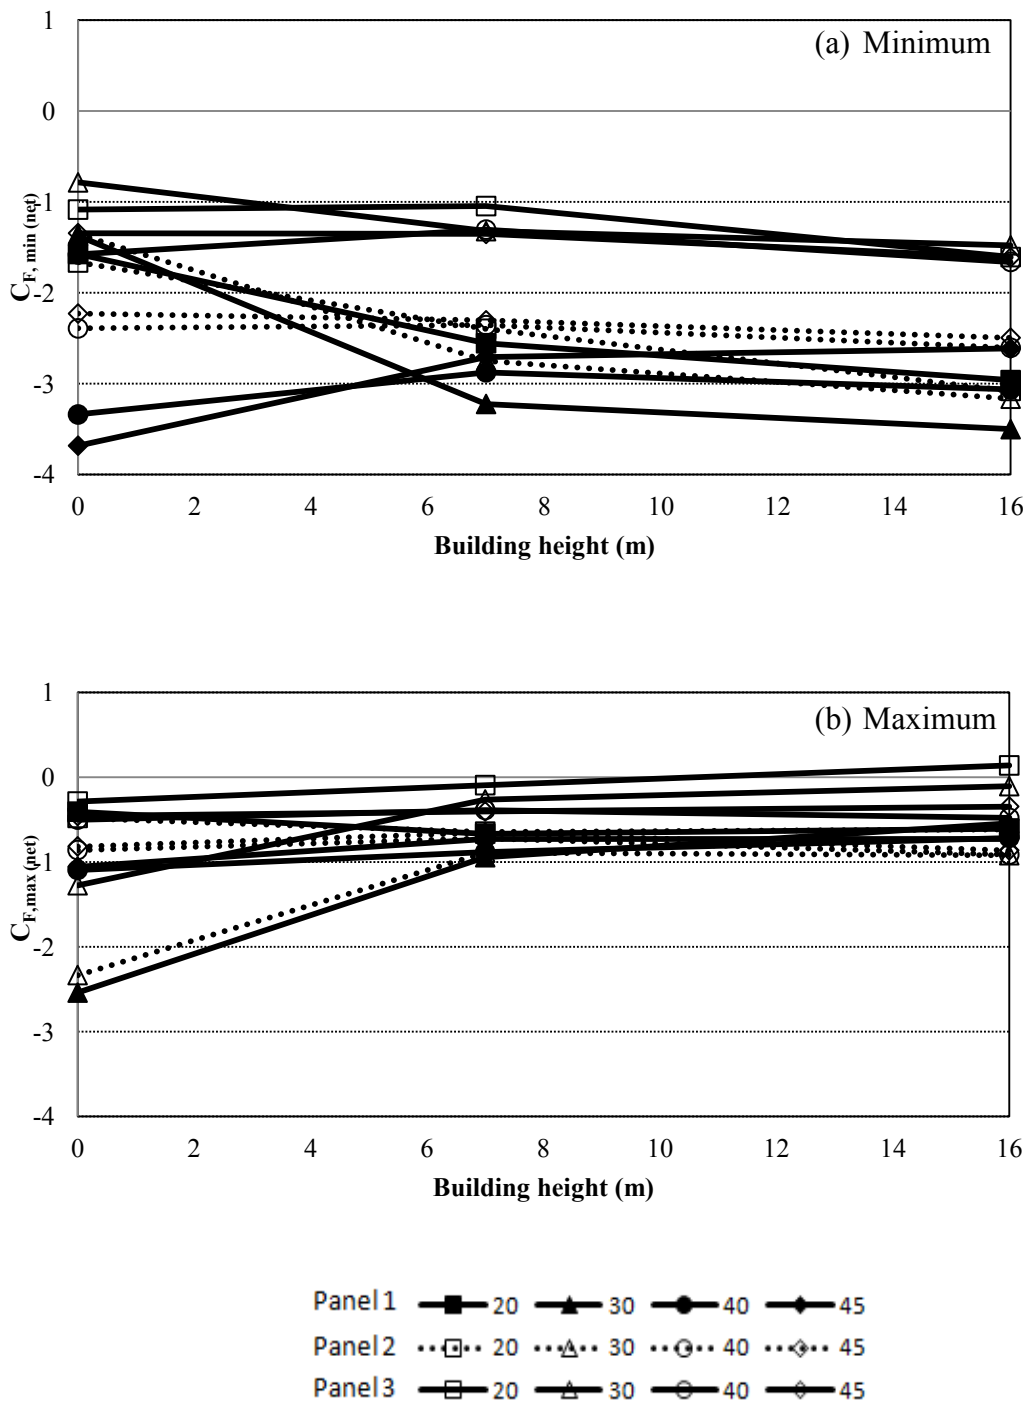 1
(a) Minimum
0
-1
-2
-3
-4
C_F, min (net)
0 2 4 6 8 10 12 14 16
Building height (m)
1
(b) Maximum
0
-1
-2
-3
-4
C_F,max (net)
0 2 4 6 8 10 12 14 16
Building height (m)
Panel 1 20 30 40 45
Panel 2 20 30 40 45
Panel 3 20 30 40 45